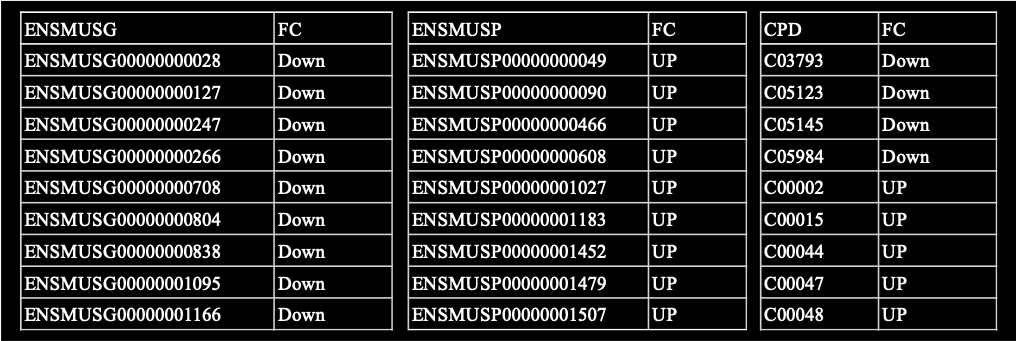 ENSMUSG FC ENSMUSP FC CPD FC
ENSMUSG00000000028 Down ENSMUSP00000000049 UP C03793 Down
ENSMUSG00000000127 Down ENSMUSP00000000090 UP C05123 Down
ENSMUSG00000000247 Down ENSMUSP00000000466 UP C05145 Down
ENSMUSG00000000266 Down ENSMUSP00000000608 UP C05984 Down
ENSMUSG00000000708 Down ENSMUSP00000001027 UP C00002 UP
ENSMUSG00000000804 Down ENSMUSP00000001183 UP C00015 UP
ENSMUSG00000000838 Down ENSMUSP00000001452 UP C00044 UP
ENSMUSG00000001095 Down ENSMUSP00000001479 UP C00047 UP
ENSMUSG00000001166 Down ENSMUSP00000001507 UP C00048 UP